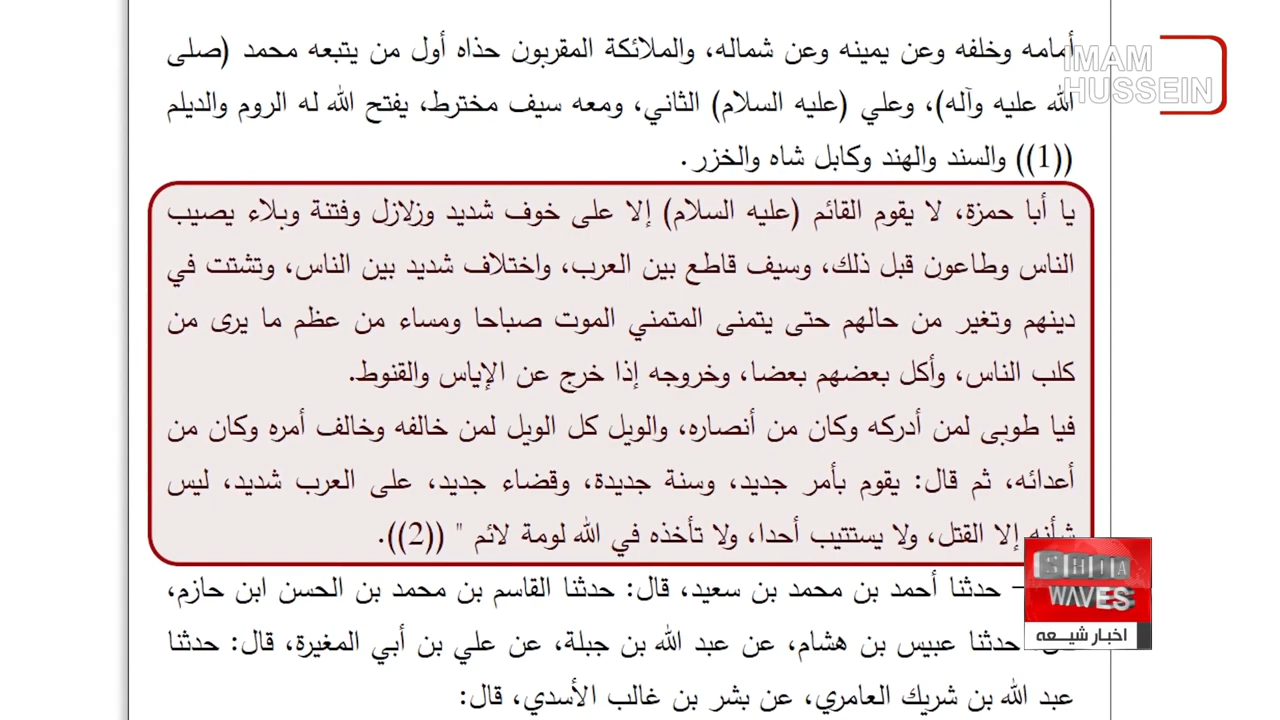 أمامه وخلفه وعن يمينه وعن شماله، والملائكة المقربون حذاه أول من يتبعه محمد (صلى
الله عليه وآله)، وعلي (عليه السلام) الثاني، ومعه سيف مخترط، يفتح الله له الروم والديلم
والسند والهند وكابل شاه والخزر. ((1))
يا أبا حمزة، لا يقوم القائم (عليه السلام) إلا على خوف شديد وزلازل وفتنة وبلاء يصيب
الناس وطاعون قبل ذلك، وسيف قاطع بين العرب، واختلاف شديد بين الناس، وتشتت في
دينهم وتغير من حالهم حتى يتمنى المتمني الموت صباحا ومساء من عظم ما يرى من
كلب الناس، وأكل بعضهم بعضا، وخروجه إذا خرج عن الإياس والقنوط.
فيا طوبى لمن أدركه وكان من أنصاره، والويل كل الويل لمن خالفه وخالف أمره وكان من
أعدائه، ثم قال: يقوم بأمر جديد، وسنة جديدة، وقضاء جديد، على العرب شديد، ليس
شأنه إلا القتل، ولا يستتيب أحدا، ولا تأخذه في الله لومة لائم " ((2)).
- حدثنا أحمد بن محمد بن سعيد، قال: حدثنا القاسم بن محمد بن الحسن ابن حازم،
حدثنا عبيس بن هشام، عن عبد الله بن جبلة، عن علي بن أبي المغيرة، قال: حدثنا
عبد الله بن شريك العامري، عن بشر بن غالب الأسدي، قال:
IMAM
HUSSEIN
SHIA
WAVES
اخبار شیعه